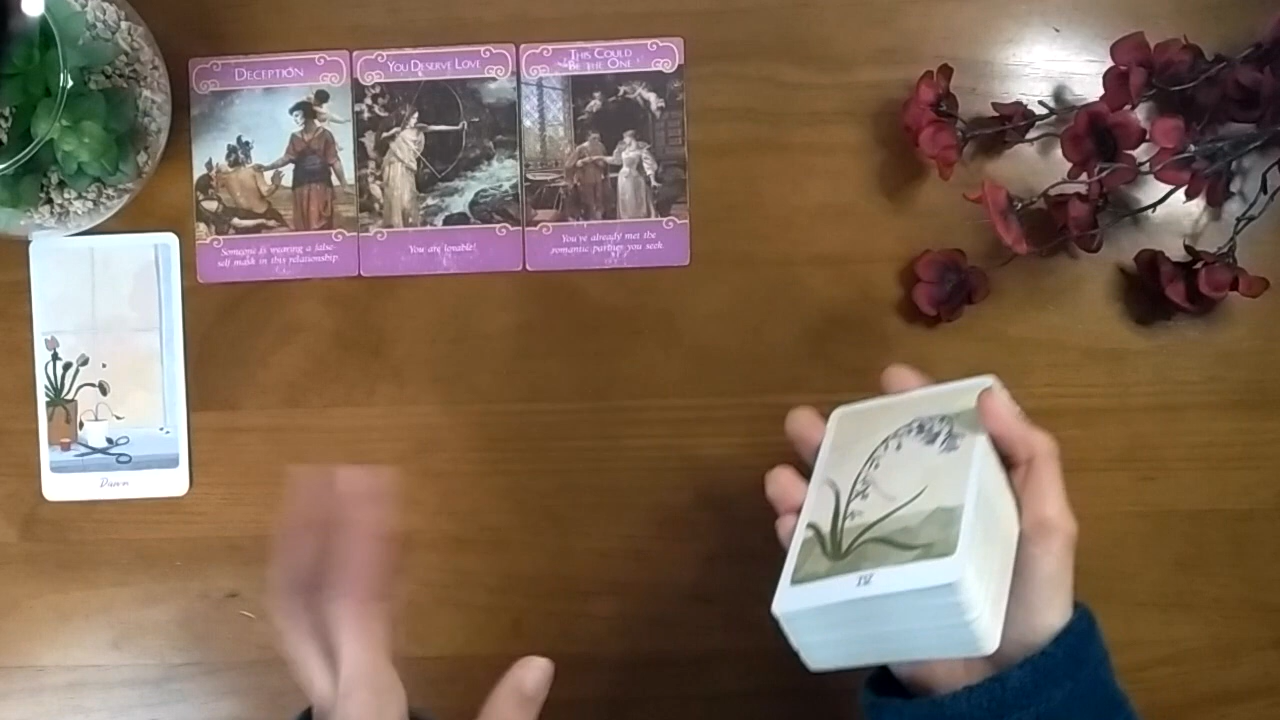 DECEPTION
Someone is wearing a false-
self mask in this relationship.
YOU DESERVE LOVE
You are lovable!
THIS COULD
BE THE ONE
You've already met the
romantic partner you seek.
Dawn